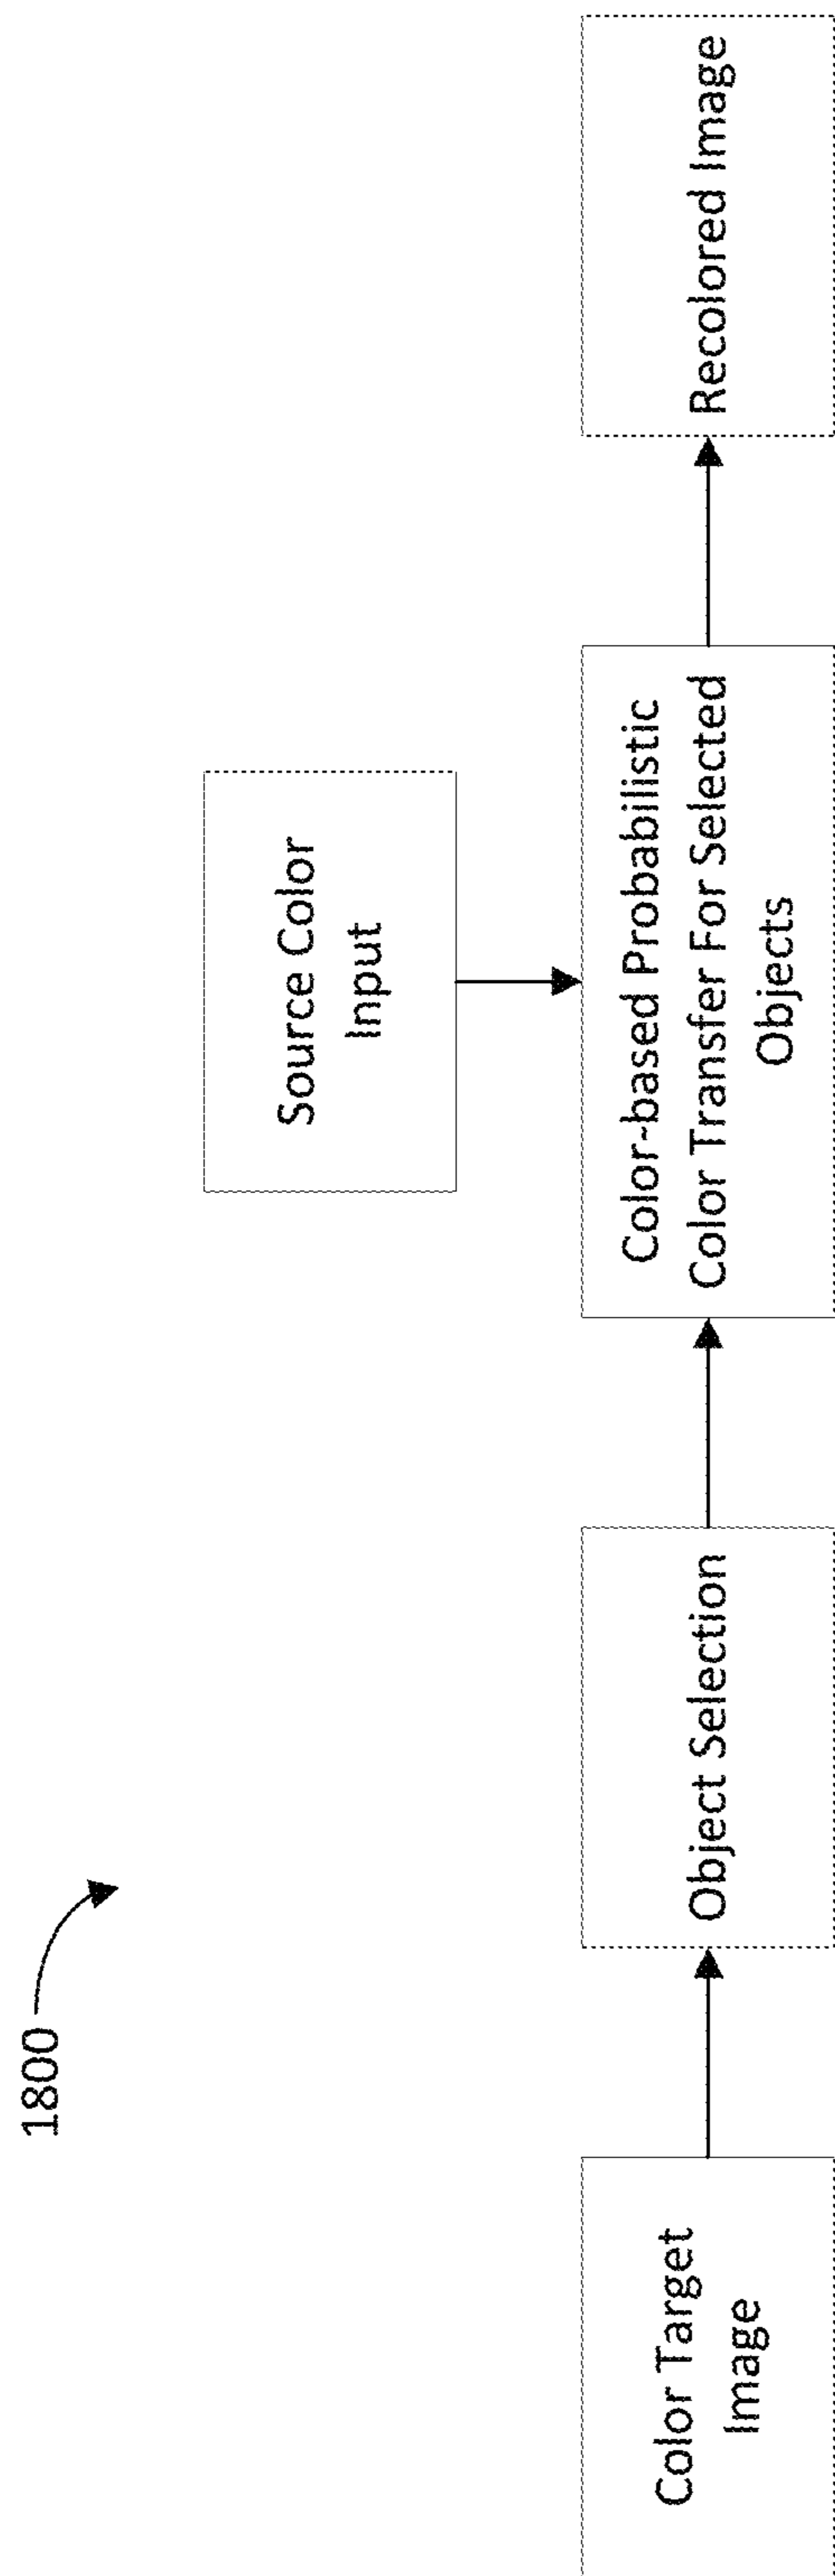 1800
Source Color
Input
Color Target
Image
Object Selection
Color-based Probabilistic
Color Transfer For Selected
Objects
Recolored Image